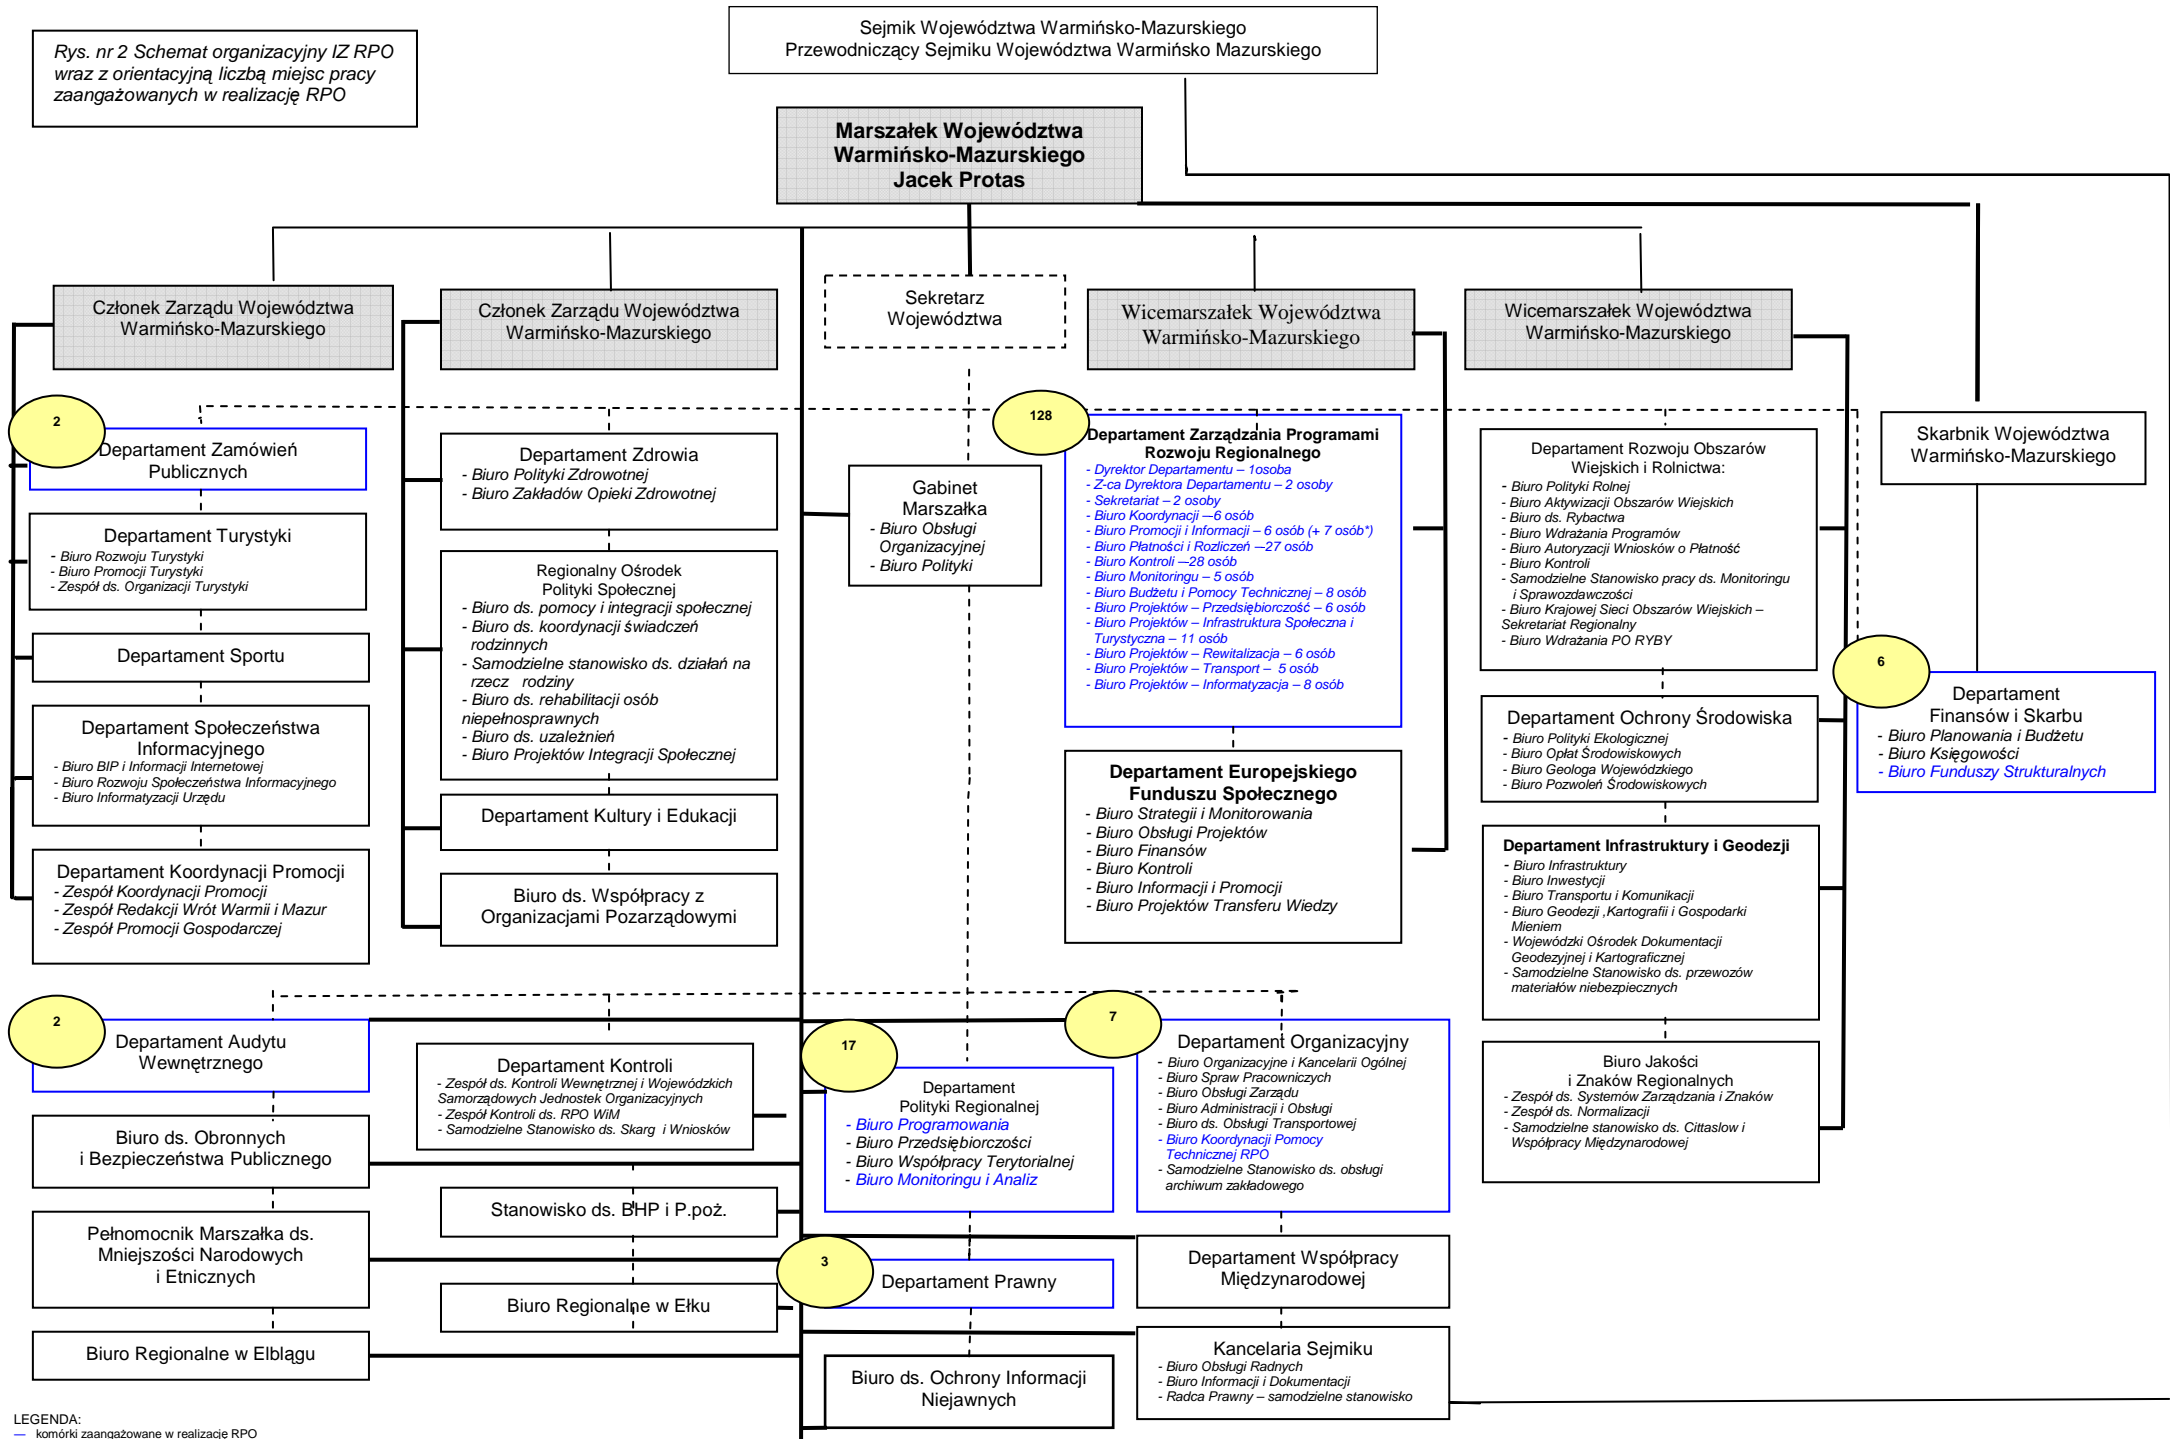 Rys. nr 2 Schemat organizacyjny IZ RPO
wraz z orientacyjną liczbą miejsc pracy
zaangażowanych w realizację RPO
Sejmik Województwa Warmińsko-Mazurskiego
Przewodniczący Sejmiku Województwa Warmińsko Mazurskiego
Marszałek Województwa
Warmińsko-Mazurskiego
Jacek Protas
Członek Zarządu Województwa
Warmińsko-Mazurskiego
Członek Zarządu Województwa
Warmińsko-Mazurskiego
Sekretarz
Województwa
Wicemarszałek Województwa
Warmińsko-Mazurskiego
Wicemarszałek Województwa
Warmińsko-Mazurskiego
Skarbnik Województwa
Warmińsko-Mazurskiego
2
Departament Zamówień
Publicznych
Departament Turystyki
- Biuro Rozwoju Turystyki
- Biuro Promocji Turystyki
- Zespół ds. Organizacji Turystyki
Departament Sportu
Departament Społeczeństwa
Informacyjnego
- Biuro BIP i Informacji Internetowej
- Biuro Rozwoju Społeczeństwa Informacyjnego
- Biuro Informatyzacji Urzędu
Departament Koordynacji Promocji
- Zespół Koordynacji Promocji
- Zespół Redakcji Wrót Warmii i Mazur
- Zespół Promocji Gospodarczej
Departament Zdrowia
- Biuro Polityki Zdrowotnej
- Biuro Zakładów Opieki Zdrowotnej
Regionalny Ośrodek
Polityki Społecznej
- Biuro ds. pomocy i integracji społecznej
- Biuro ds. koordynacji świadczeń
rodzinnych
- Samodzielne stanowisko ds. działań na
rzecz rodziny
- Biuro ds. rehabilitacji osób
niepełnosprawnych
- Biuro ds. uzależnień
- Biuro Projektów Integracji Społecznej
Departament Kultury i Edukacji
Biuro ds. Współpracy z
Organizacjami Pozarządowymi
Gabinet
Marszałka
- Biuro Obsługi
Organizacyjnej
- Biuro Polityki
128
Departament Zarządzania Programami
Rozwoju Regionalnego
- Dyrektor Departamentu – 1osoba
- Z-ca Dyrektora Departamentu – 2 osoby
- Sekretariat – 2 osoby
- Biuro Koordynacji –-6 osób
- Biuro Promocji i Informacji – 6 osób (+ 7 osób*)
- Biuro Płatności i Rozliczeń –-27 osób
- Biuro Kontroli –-28 osób
- Biuro Monitoringu – 5 osób
- Biuro Budżetu i Pomocy Technicznej – 8 osób
- Biuro Projektów – Przedsiębiorczość – 6 osób
- Biuro Projektów – Infrastruktura Społeczna i
Turystyczna – 11 osób
- Biuro Projektów – Rewitalizacja – 6 osób
- Biuro Projektów – Transport – 5 osób
- Biuro Projektów – Informatyzacja – 8 osób
Departament Europejskiego
Funduszu Społecznego
- Biuro Strategii i Monitorowania
- Biuro Obsługi Projektów
- Biuro Finansów
- Biuro Kontroli
- Biuro Informacji i Promocji
- Biuro Projektów Transferu Wiedzy
Departament Rozwoju Obszarów
Wiejskich i Rolnictwa:
- Biuro Polityki Rolnej
- Biuro Aktywizacji Obszarów Wiejskich
- Biuro ds. Rybactwa
- Biuro Wdrażania Programów
- Biuro Autoryzacji Wniosków o Płatność
- Biuro Kontroli
- Samodzielne Stanowisko pracy ds. Monitoringu
i Sprawozdawczości
- Biuro Krajowej Sieci Obszarów Wiejskich –
Sekretariat Regionalny
- Biuro Wdrażania PO RYBY
Departament Ochrony Środowiska
- Biuro Polityki Ekologicznej
- Biuro Opłat Środowiskowych
- Biuro Geologa Wojewódzkiego
- Biuro Pozwoleń Środowiskowych
Departament Infrastruktury i Geodezji
- Biuro Infrastruktury
- Biuro Inwestycji
- Biuro Transportu i Komunikacji
- Biuro Geodezji ,Kartografii i Gospodarki
Mieniem
- Wojewódzki Ośrodek Dokumentacji
Geodezyjnej i Kartograficznej
- Samodzielne Stanowisko ds. przewozów
materiałów niebezpiecznych
Biuro Jakości
i Znaków Regionalnych
- Zespół ds. Systemów Zarządzania i Znaków
- Zespół ds. Normalizacji
- Samodzielne stanowisko ds. Cittaslow i
Współpracy Międzynarodowej
6
Departament
Finansów i Skarbu
- Biuro Planowania i Budżetu
- Biuro Księgowości
- Biuro Funduszy Strukturalnych
2
Departament Audytu
Wewnętrznego
Biuro ds. Obronnych
i Bezpieczeństwa Publicznego
Pełnomocnik Marszałka ds.
Mniejszości Narodowych
i Etnicznych
Biuro Regionalne w Elblągu
Departament Kontroli
- Zespół ds. Kontroli Wewnętrznej i Wojewódzkich
Samorządowych Jednostek Organizacyjnych
- Zespół Kontroli ds. RPO WiM
- Samodzielne Stanowisko ds. Skarg i Wniosków
Stanowisko ds. BHP i P.poż.
Biuro Regionalne w Ełku
17
Departament
Polityki Regionalnej
- Biuro Programowania
- Biuro Przedsiębiorczości
- Biuro Współpracy Terytorialnej
- Biuro Monitoringu i Analiz
3
Departament Prawny
Biuro ds. Ochrony Informacji
Niejawnych
7
Departament Organizacyjny
- Biuro Organizacyjne i Kancelarii Ogólnej
- Biuro Spraw Pracowniczych
- Biuro Obsługi Zarządu
- Biuro Administracji i Obsługi
- Biuro ds. Obsługi Transportowej
- Biuro Koordynacji Pomocy
Technicznej RPO
- Samodzielne Stanowisko ds. obsługi
archiwum zakładowego
Departament Współpracy
Międzynarodowej
Kancelaria Sejmiku
- Biuro Obsługi Radnych
- Biuro Informacji i Dokumentacji
- Radca Prawny – samodzielne stanowisko
LEGENDA:
— komórki zaangażowane w realizację RPO